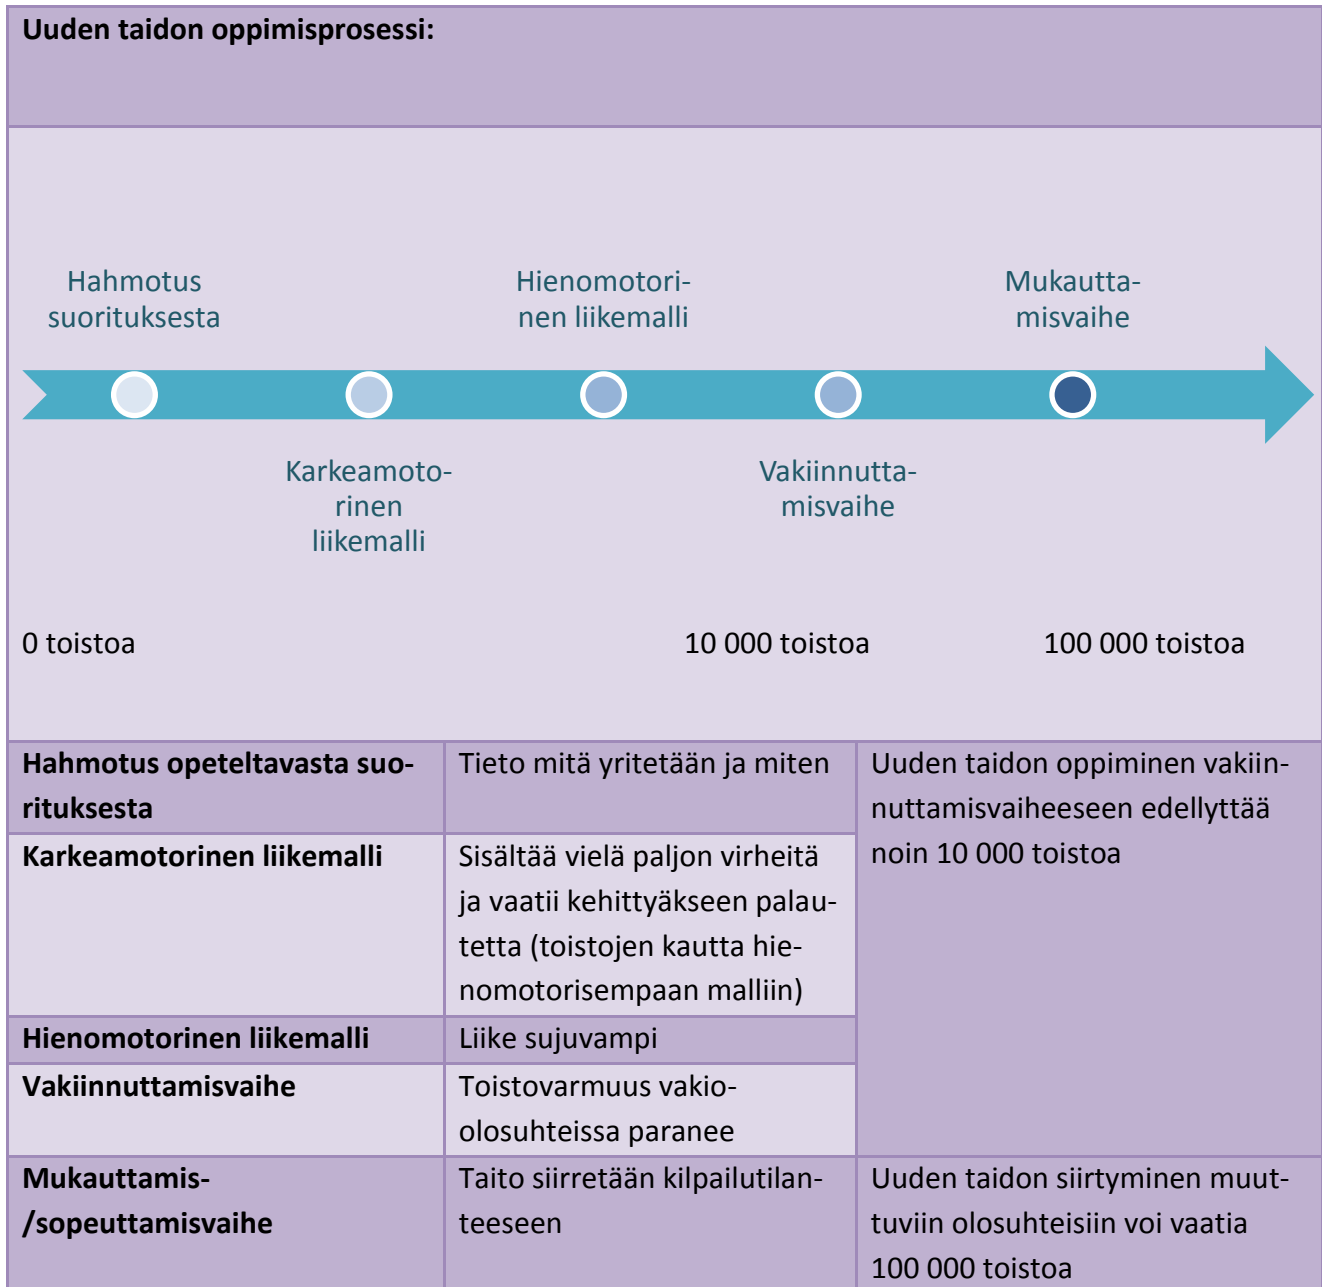 Uuden taidon oppimisprosessi:
Hahmotus
suorituksesta
Hienomotori-
nen liikemalli
Mukautta-
misvaihe
Karkeamoto-
rinen
liikemalli
Vakiinnutta-
misvaihe
0 toistoa
10 000 toistoa
100 000 toistoa
Hahmotus opeteltavasta suo-
rituksesta
Tieto mitä yritetään ja miten
Uuden taidon oppiminen vakiin-
nuttamisvaiheeseen edellyttää
noin 10 000 toistoa
Karkeamotorinen liikemalli
Sisältää vielä paljon virheitä
ja vaatii kehittyäkseen palau-
tetta (toistojen kautta hie-
nomotorisempaan malliin)
Hienomotorinen liikemalli
Liike sujuvampi
Vakiinnuttamisvaihe
Toistovarmuus vakio-
olosuhteissa paranee
Mukauttamis-
/sopeuttamisvaihe
Taito siirretään kilpailutilan-
teeseen
Uuden taidon siirtyminen muut-
tuviin olosuhteisiin voi vaatia
100 000 toistoa